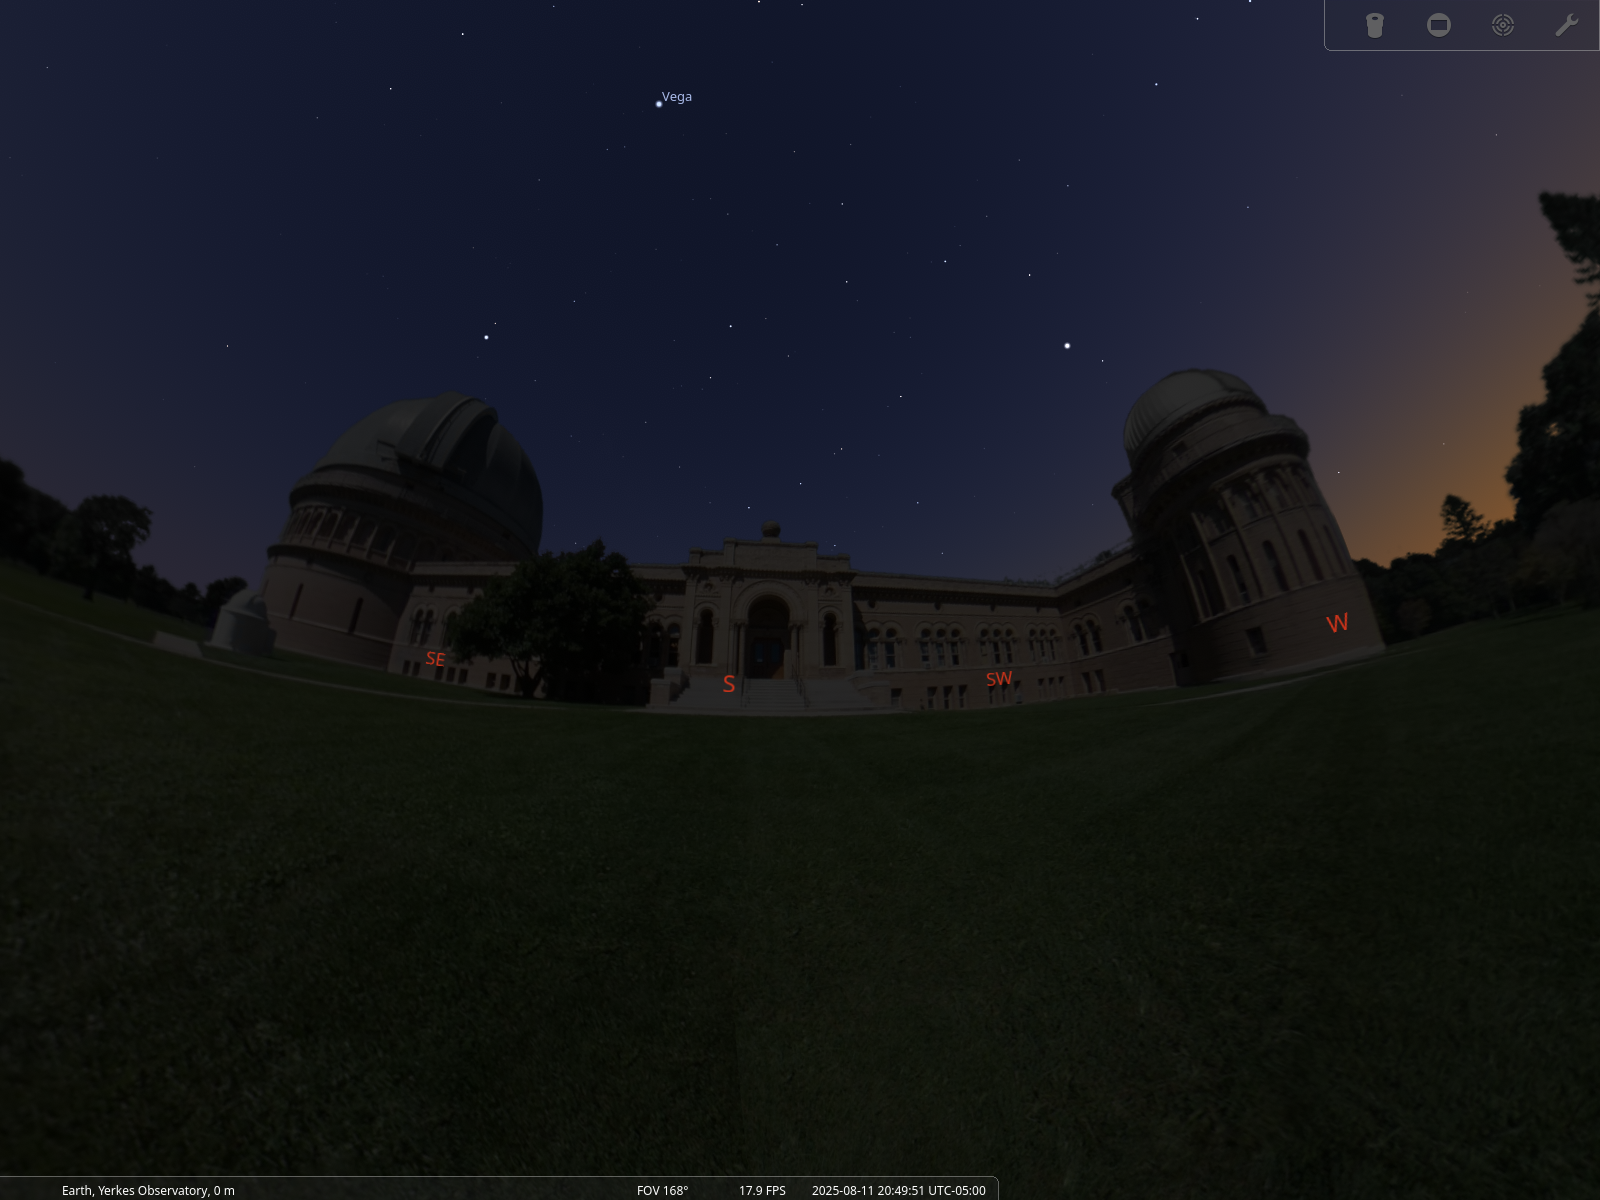 Vega
W
SE
SW
S
Earth, Yerkes Observatory, 0 m FOV 168° 17.9 FPS 2025-08-11 20:49:51 UTC-05:00